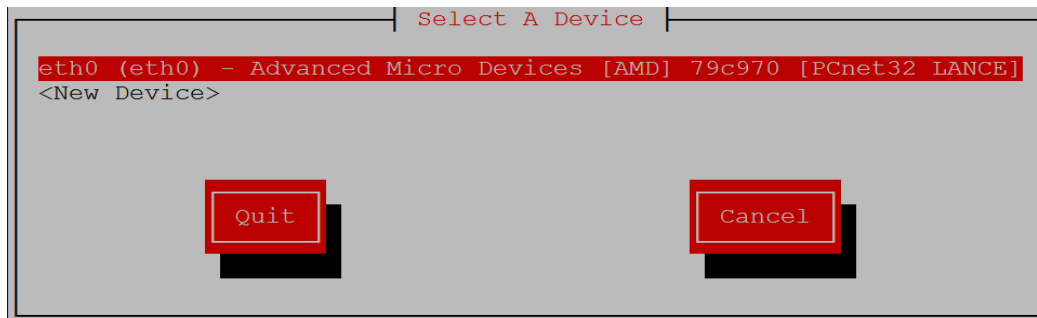 Select A Device
eth0 (eth0) - Advanced Micro Devices [AMD] 79c970 [PCnet32 LANCE]
<New Device>
Quit
Cancel